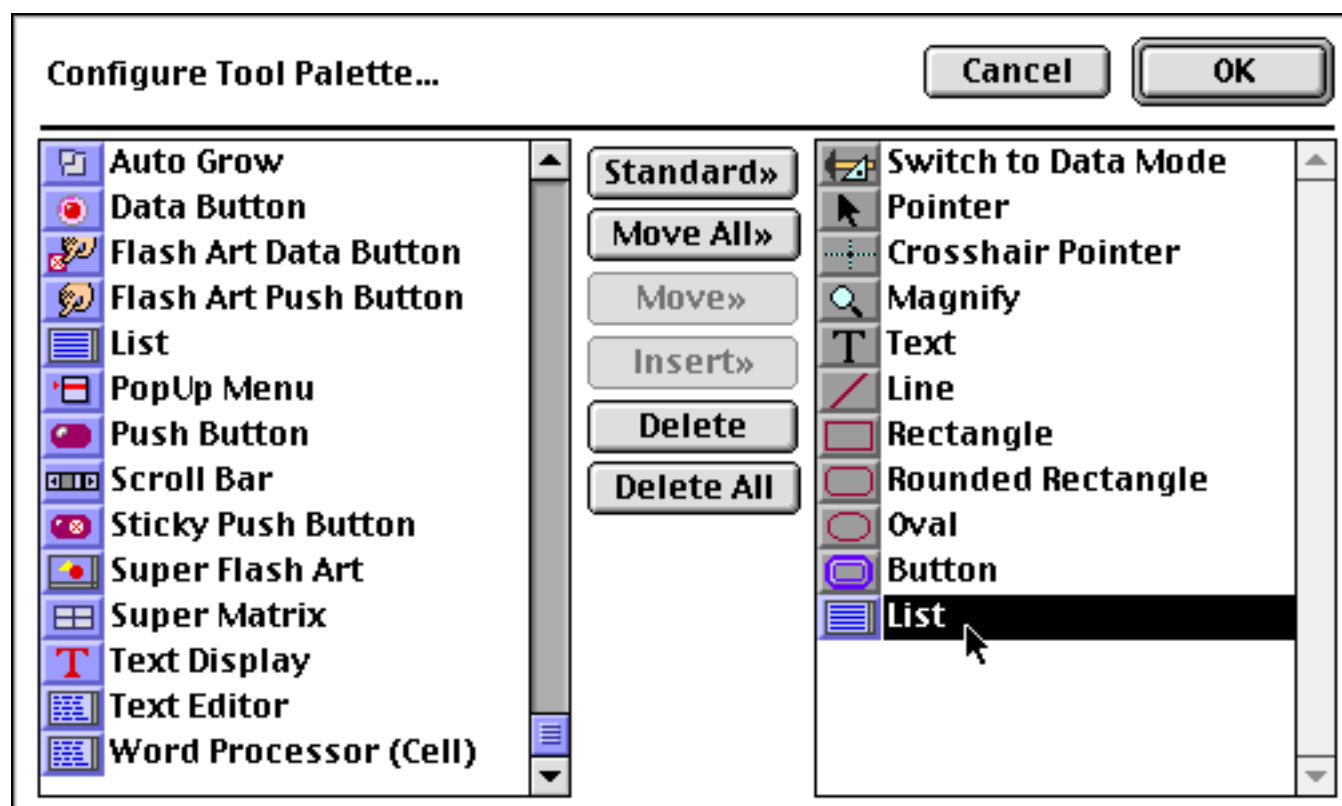 Configure Tool Palette...
Cancel
OK
Auto Grow
Data Button
Flash Art Data Button
Flash Art Push Button
List
PopUp Menu
Push Button
Scroll Bar
Sticky Push Button
Super Flash Art
Super Matrix
Text Display
Text Editor
Word Processor (Cell)
Standard»
Move All»
Move»
Insert»
Delete
Delete All
Switch to Data Mode
Pointer
Crosshair Pointer
Magnify
Text
Line
Rectangle
Rounded Rectangle
Oval
Button
List